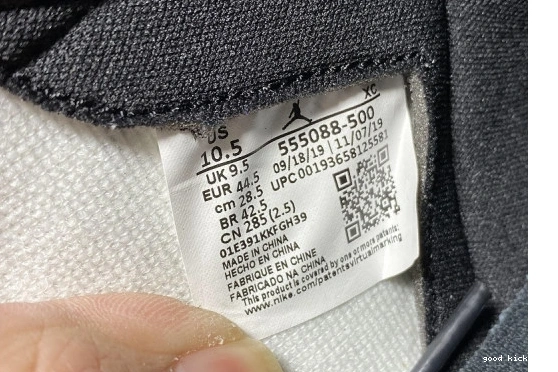 US XC
10.5 555088-500
UK 9.5 09/18/19 | 11/07/19
EUR 44.5 UPC00193658125581
cm 28.5
BR 42.5
CN 285(2.5)
01E391KKFGH39
MADE IN CHINA
HECHO EN CHINA
FABRIQUE EN CHINE
FABRICADO NA CHINA
This product is covered by one or more patents:
www.nike.com/patentsvirtualmarking
good kick